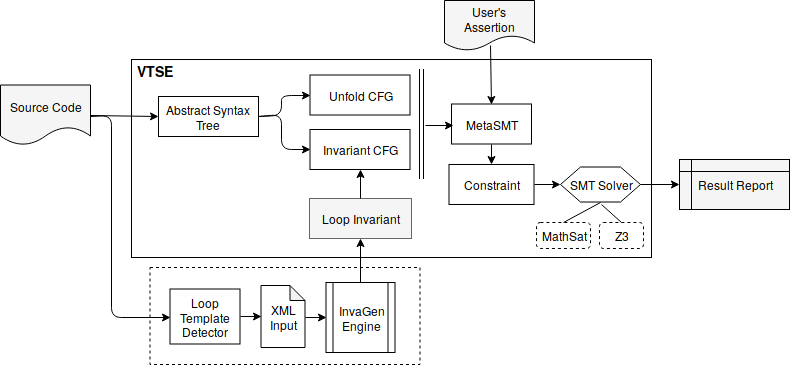 User's
Assertion
VTSE
Source Code
Abstract Syntax
Tree
Unfold CFG
Invariant CFG
MetaSMT
Constraint
SMT Solver
Result Report
MathSat
Z3
Loop Invariant
Loop
Template
Detector
XML
Input
InvaGen
Engine